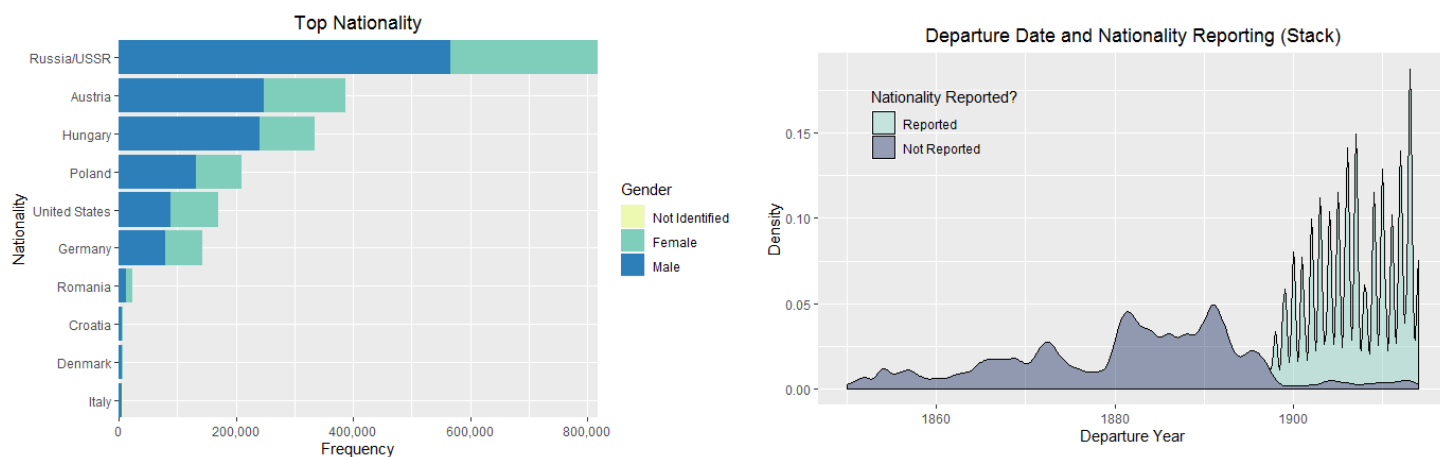 Top Nationality
Nationality
Russia/USSR
Austria
Hungary
Poland
United States
Germany
Romania
Croatia
Denmark
Italy
0 200,000 400,000 600,000 800,000
Frequency
Gender
Not Identified
Female
Male
Departure Date and Nationality Reporting (Stack)
Nationality Reported?
Reported
Not Reported
Density
0.15
0.10
0.05
0.00
1860 1880 1900
Departure Year